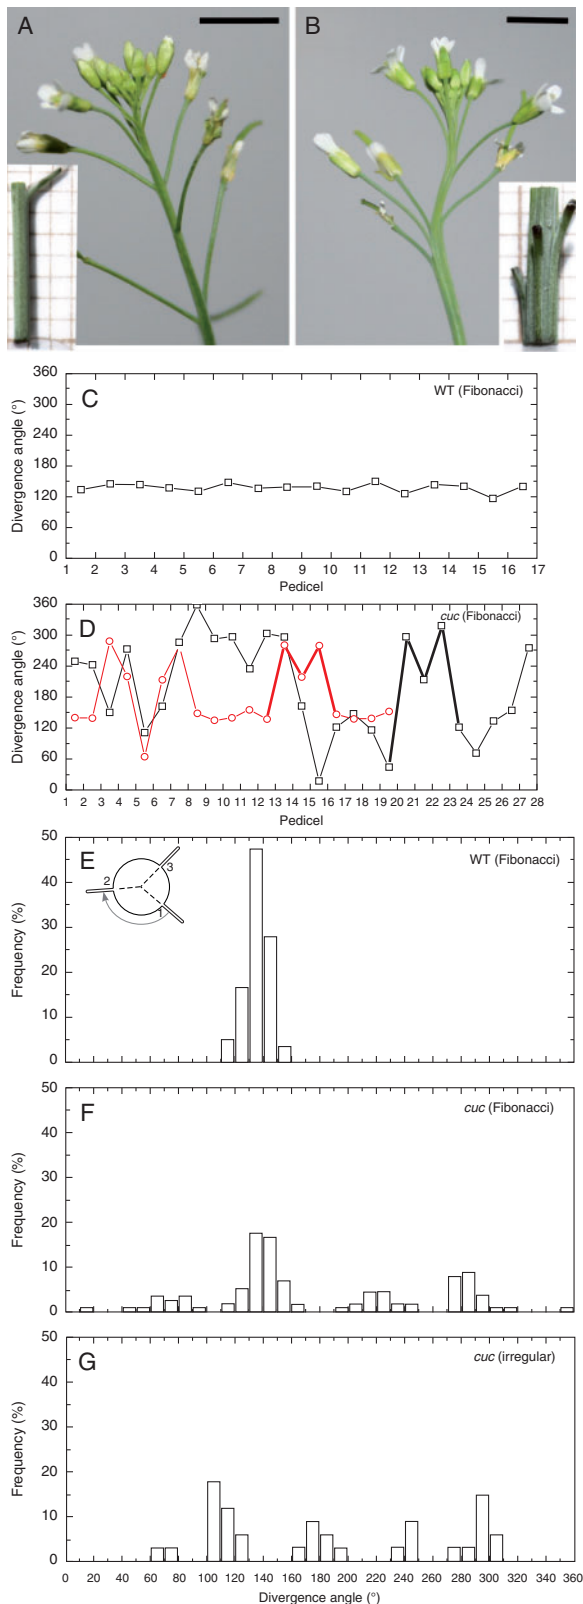 A
B
360
300
240
180
120
60
0
Divergence angle (°)
C
WT (Fibonacci)
1 2 3 4 5 6 7 8 9 10 11 12 13 14 15 16 17
Pedicel
360
300
240
180
120
60
0
Divergence angle (°)
D
cuc (Fibonacci)
1 2 3 4 5 6 7 8 9 10 11 12 13 14 15 16 17 18 19 20 21 22 23 24 25 26 27 28
Pedicel
50
40
30
20
10
0
Frequency (%)
E
WT (Fibonacci)
2
3
1
50
40
30
20
10
0
Frequency (%)
F
cuc (Fibonacci)
50
40
30
20
10
0
Frequency (%)
G
cuc (irregular)
0 20 40 60 80 100 120 140 160 180 200 220 240 260 280 300 320 340 360
Divergence angle (°)